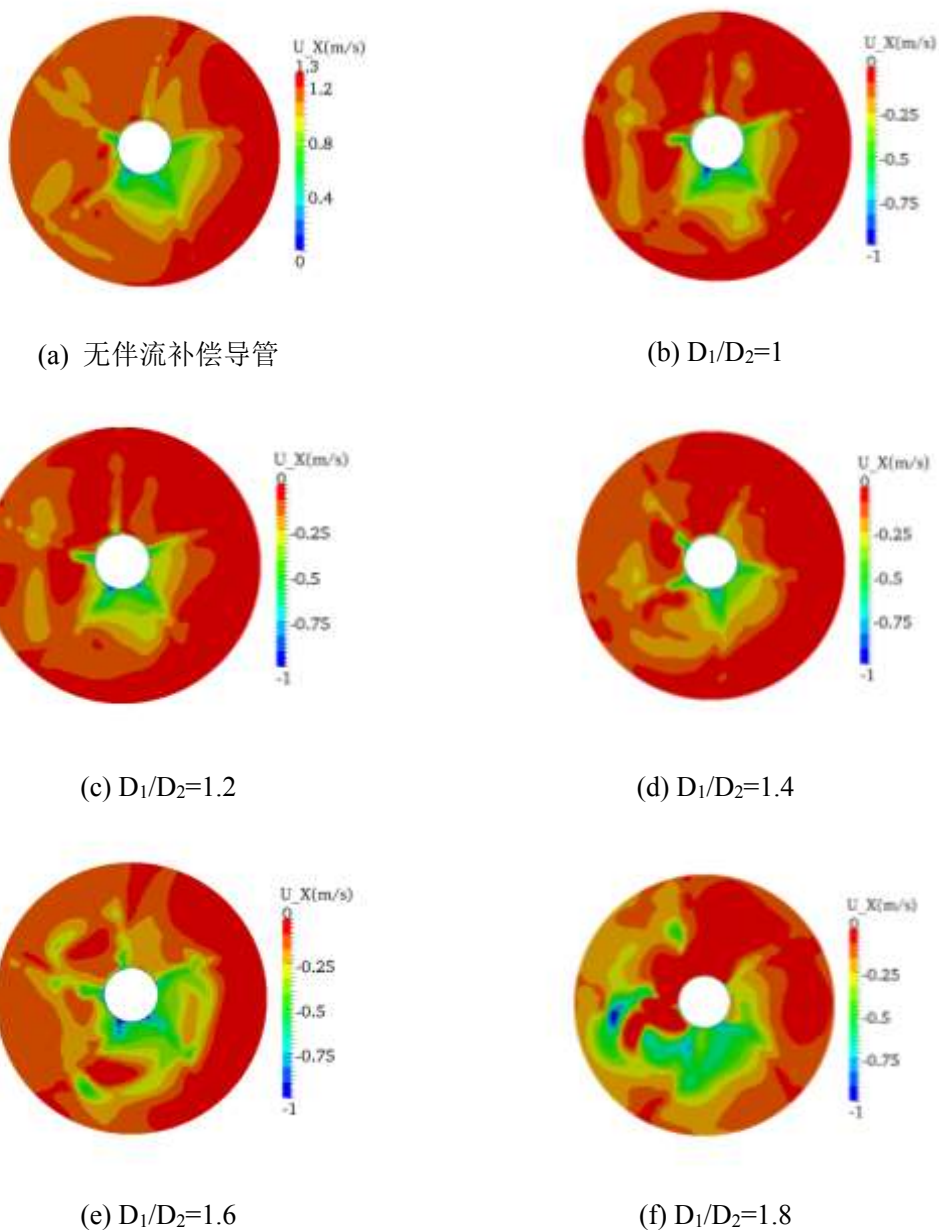 U_X(m/s)
1.3
1.2
0.8
0.4
0
(a) 无伴流补偿导管
U_X(m/s)
0
-0.25
-0.5
-0.75
-1
(b) D₁/D₂=1
U_X(m/s)
0
-0.25
-0.5
-0.75
-1
(c) D₁/D₂=1.2
U_X(m/s)
0
-0.25
-0.5
-0.75
-1
(d) D₁/D₂=1.4
U_X(m/s)
0
-0.25
-0.5
-0.75
-1
(e) D₁/D₂=1.6
U_X(m/s)
0
-0.25
-0.5
-0.75
-1
(f) D₁/D₂=1.8